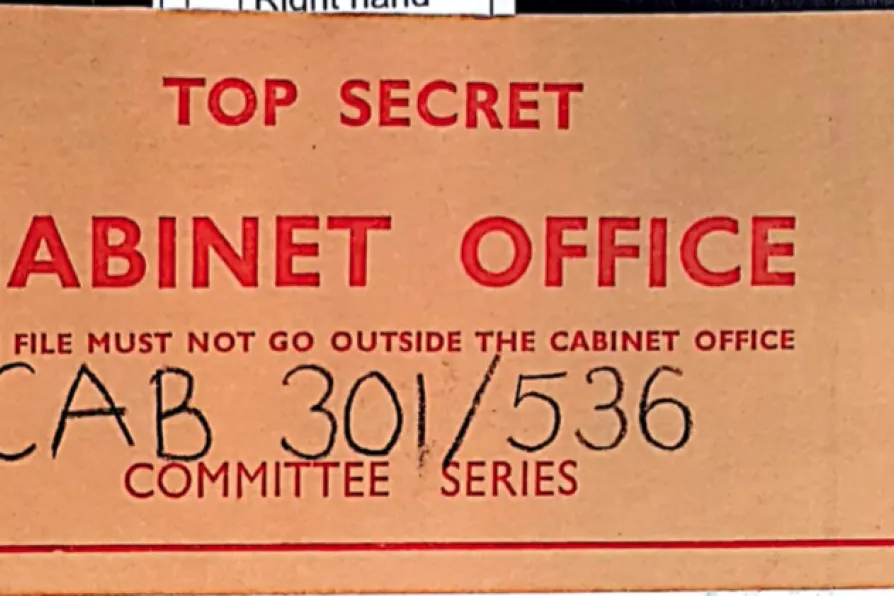 Right hand
TOP SECRET
ABINET OFFICE
FILE MUST NOT GO OUTSIDE THE CABINET OFFICE
CAB 301/536
COMMITTEE SERIES